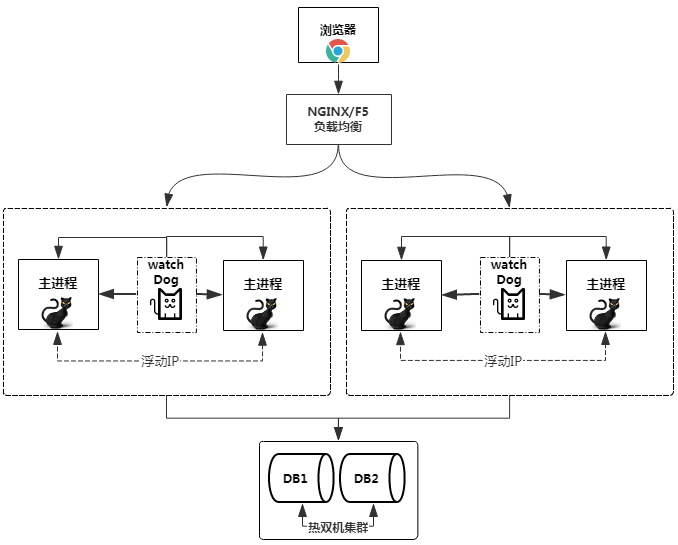 浏览器
NGINX/F5
负载均衡
主进程
watch
Dog
主进程
浮动IP
主进程
watch
Dog
主进程
浮动IP
DB1
DB2
热双机集群